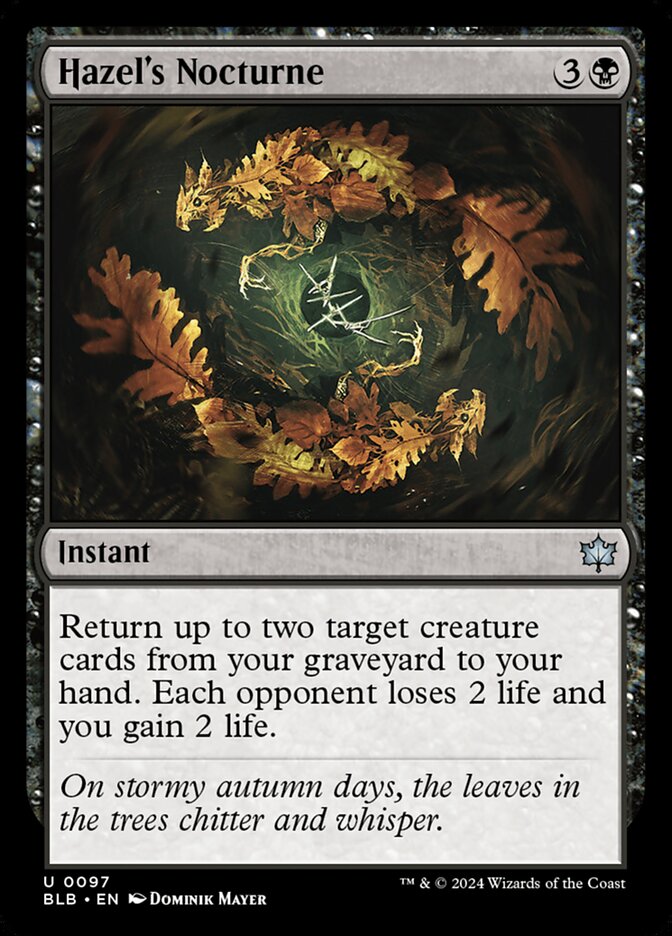 Hazel's Nocturne 3
Instant
Return up to two target creature
cards from your graveyard to your
hand. Each opponent loses 2 life and
you gain 2 life.
On stormy autumn days, the leaves in
the trees chitter and whisper.
U 0097
BLB • EN Dominik Mayer
™ & © 2024 Wizards of the Coast